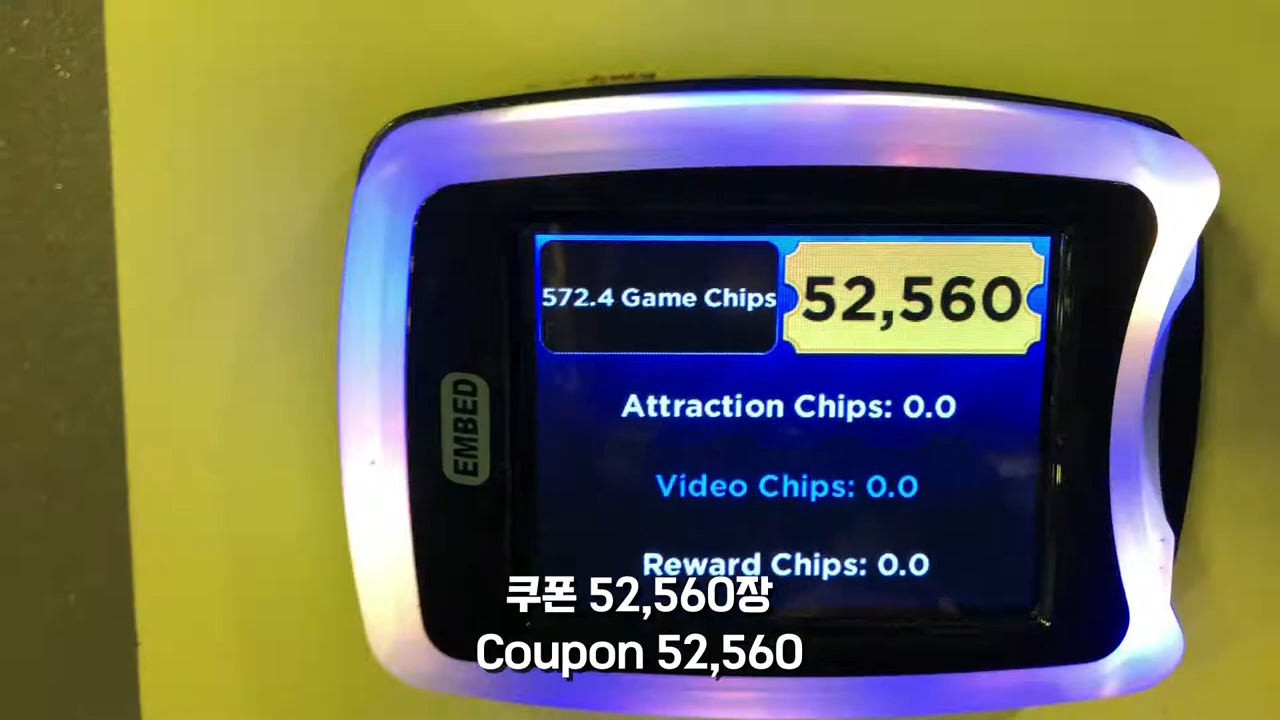 572.4 Game Chips
52,560
Attraction Chips: 0.0
EMBED
Video Chips: 0.0
Reward Chips: 0.0
쿠폰 52,560장
Coupon 52,560